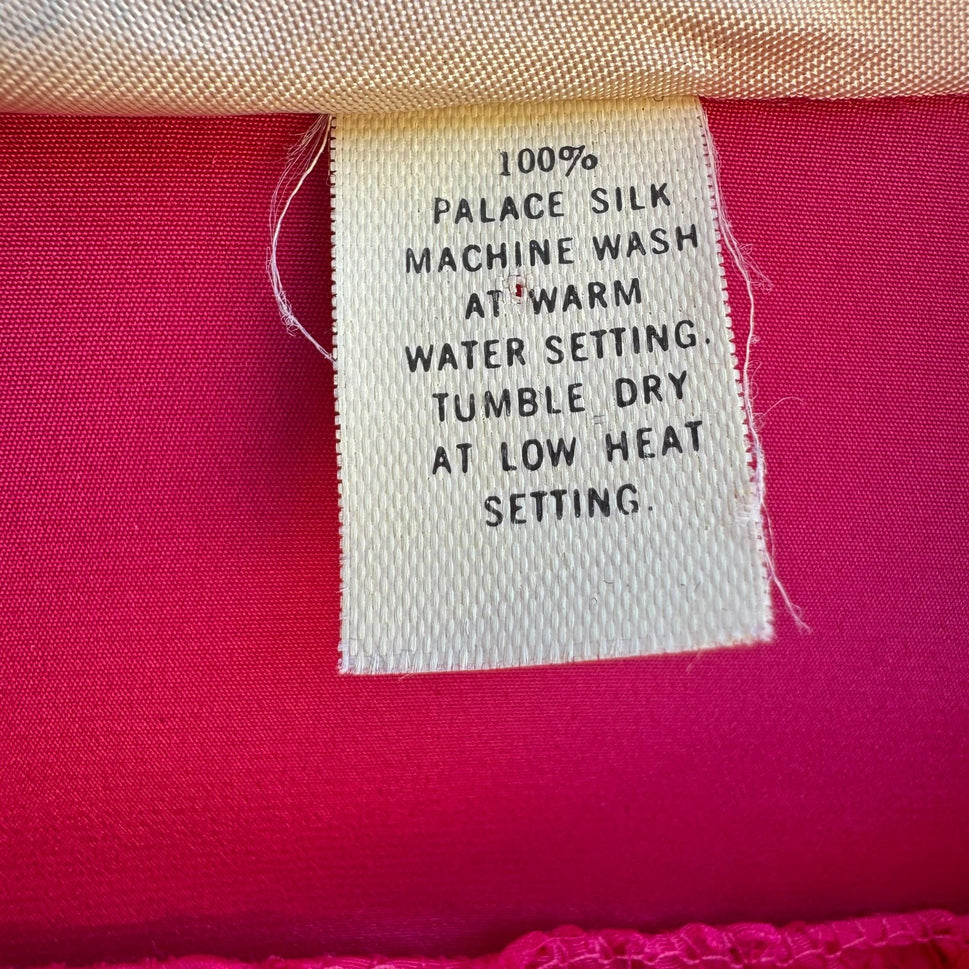 100%
PALACE SILK
MACHINE WASH
AT WARM
WATER SETTING.
TUMBLE DRY
AT LOW HEAT
SETTING.